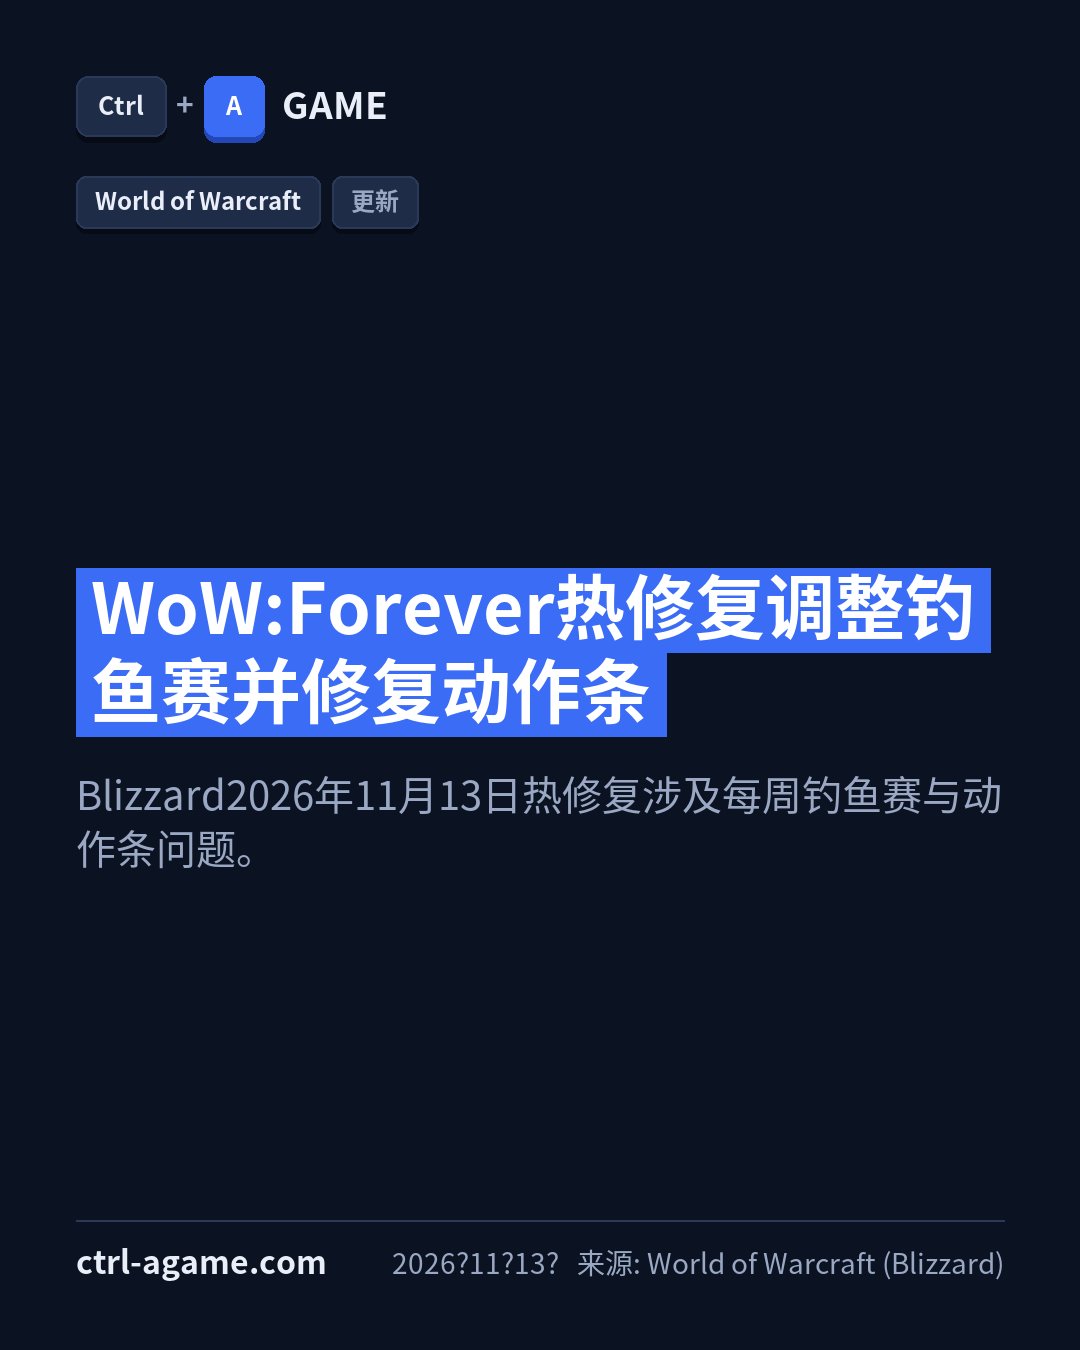 Ctrl + A GAME
World of Warcraft 更新
WoW:Forever热修复调整钓
鱼赛并修复动作条
Blizzard2026年11月13日热修复涉及每周钓鱼赛与动
作条问题。
ctrl-agame.com 2026?11?13? 来源: World of Warcraft (Blizzard)